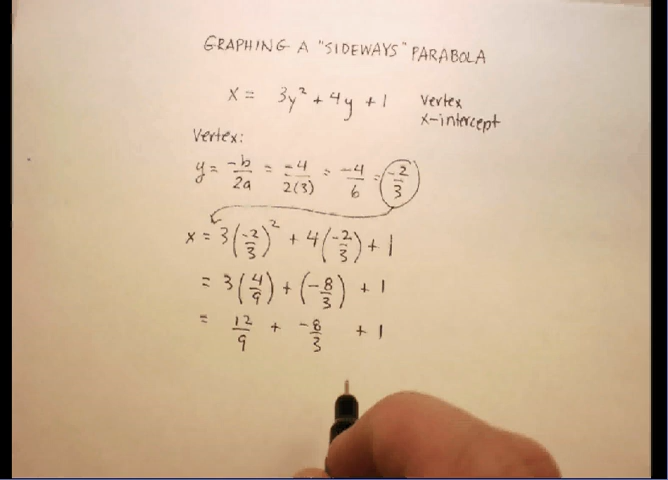 GRAPHING A "SIDEWAYS" PARABOLA
x = 3y² + 4y + 1 vertex
x-intercept
Vertex:
y = -b/2a = -4/2(3) = -4/6 = -2/3
x = 3(-2/3)² + 4(-2/3) + 1
= 3(4/9) + (-8/3) + 1
= 12/9 + -8/3 + 1